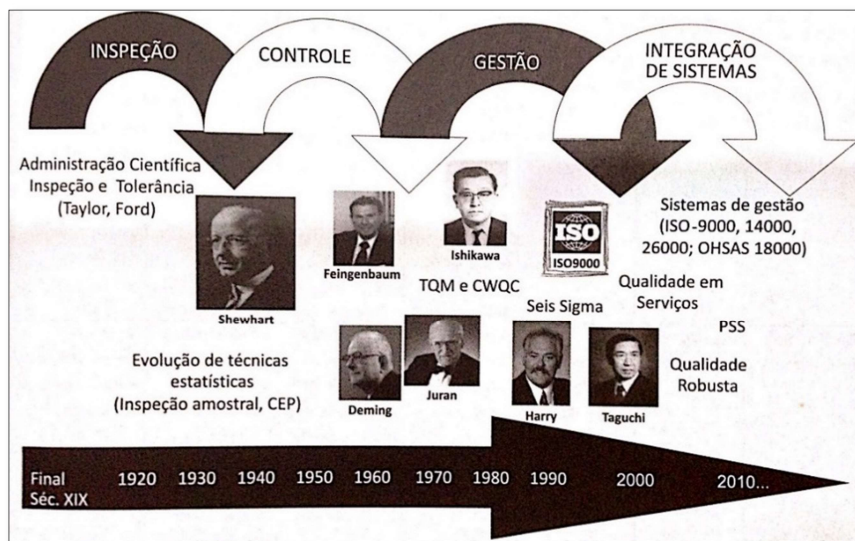 INSPEÇÃO
CONTROLE
GESTÃO
INTEGRAÇÃO
DE SISTEMAS
Administração Científica
Inspeção e Tolerância
(Taylor, Ford)
Shewhart
Evolução de técnicas
estatísticas
(Inspeção amostral, CEP)
Feingenbaum
Ishikawa
TQM e CWQC
Deming
Juran
ISO
ISO9000
Seis Sigma
Harry
Taguchi
Sistemas de gestão
(ISO-9000, 14000,
26000; OHSAS 18000)
Qualidade em
Serviços
PSS
Qualidade
Robusta
Final
Séc. XIX
1920
1930
1940
1950
1960
1970
1980
1990
2000
2010...